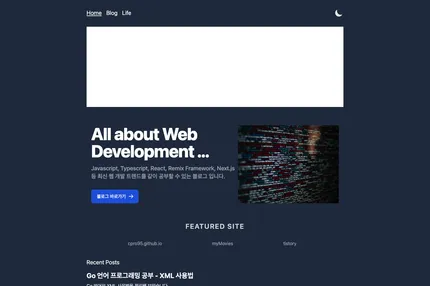 Home Blog Life
All about Web
Development ...
Javascript, Typescript, React, Remix Framework, Next.js
등 최신 웹 개발 트렌드를 같이 공부할 수 있는 블로그 입니다.
블로그 바로가기 →
FEATURED SITE
cpro95.github.io myMovies fstory
Recent Posts
Go 언어 프로그래밍 공부 - XML 사용법